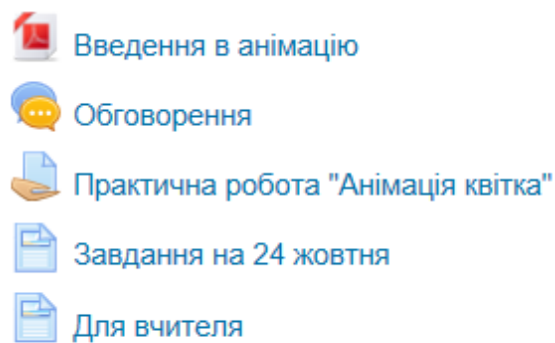 Введення в анімацію
Обговорення
Практична робота "Анімація квітка"
Завдання на 24 жовтня
Для вчителя